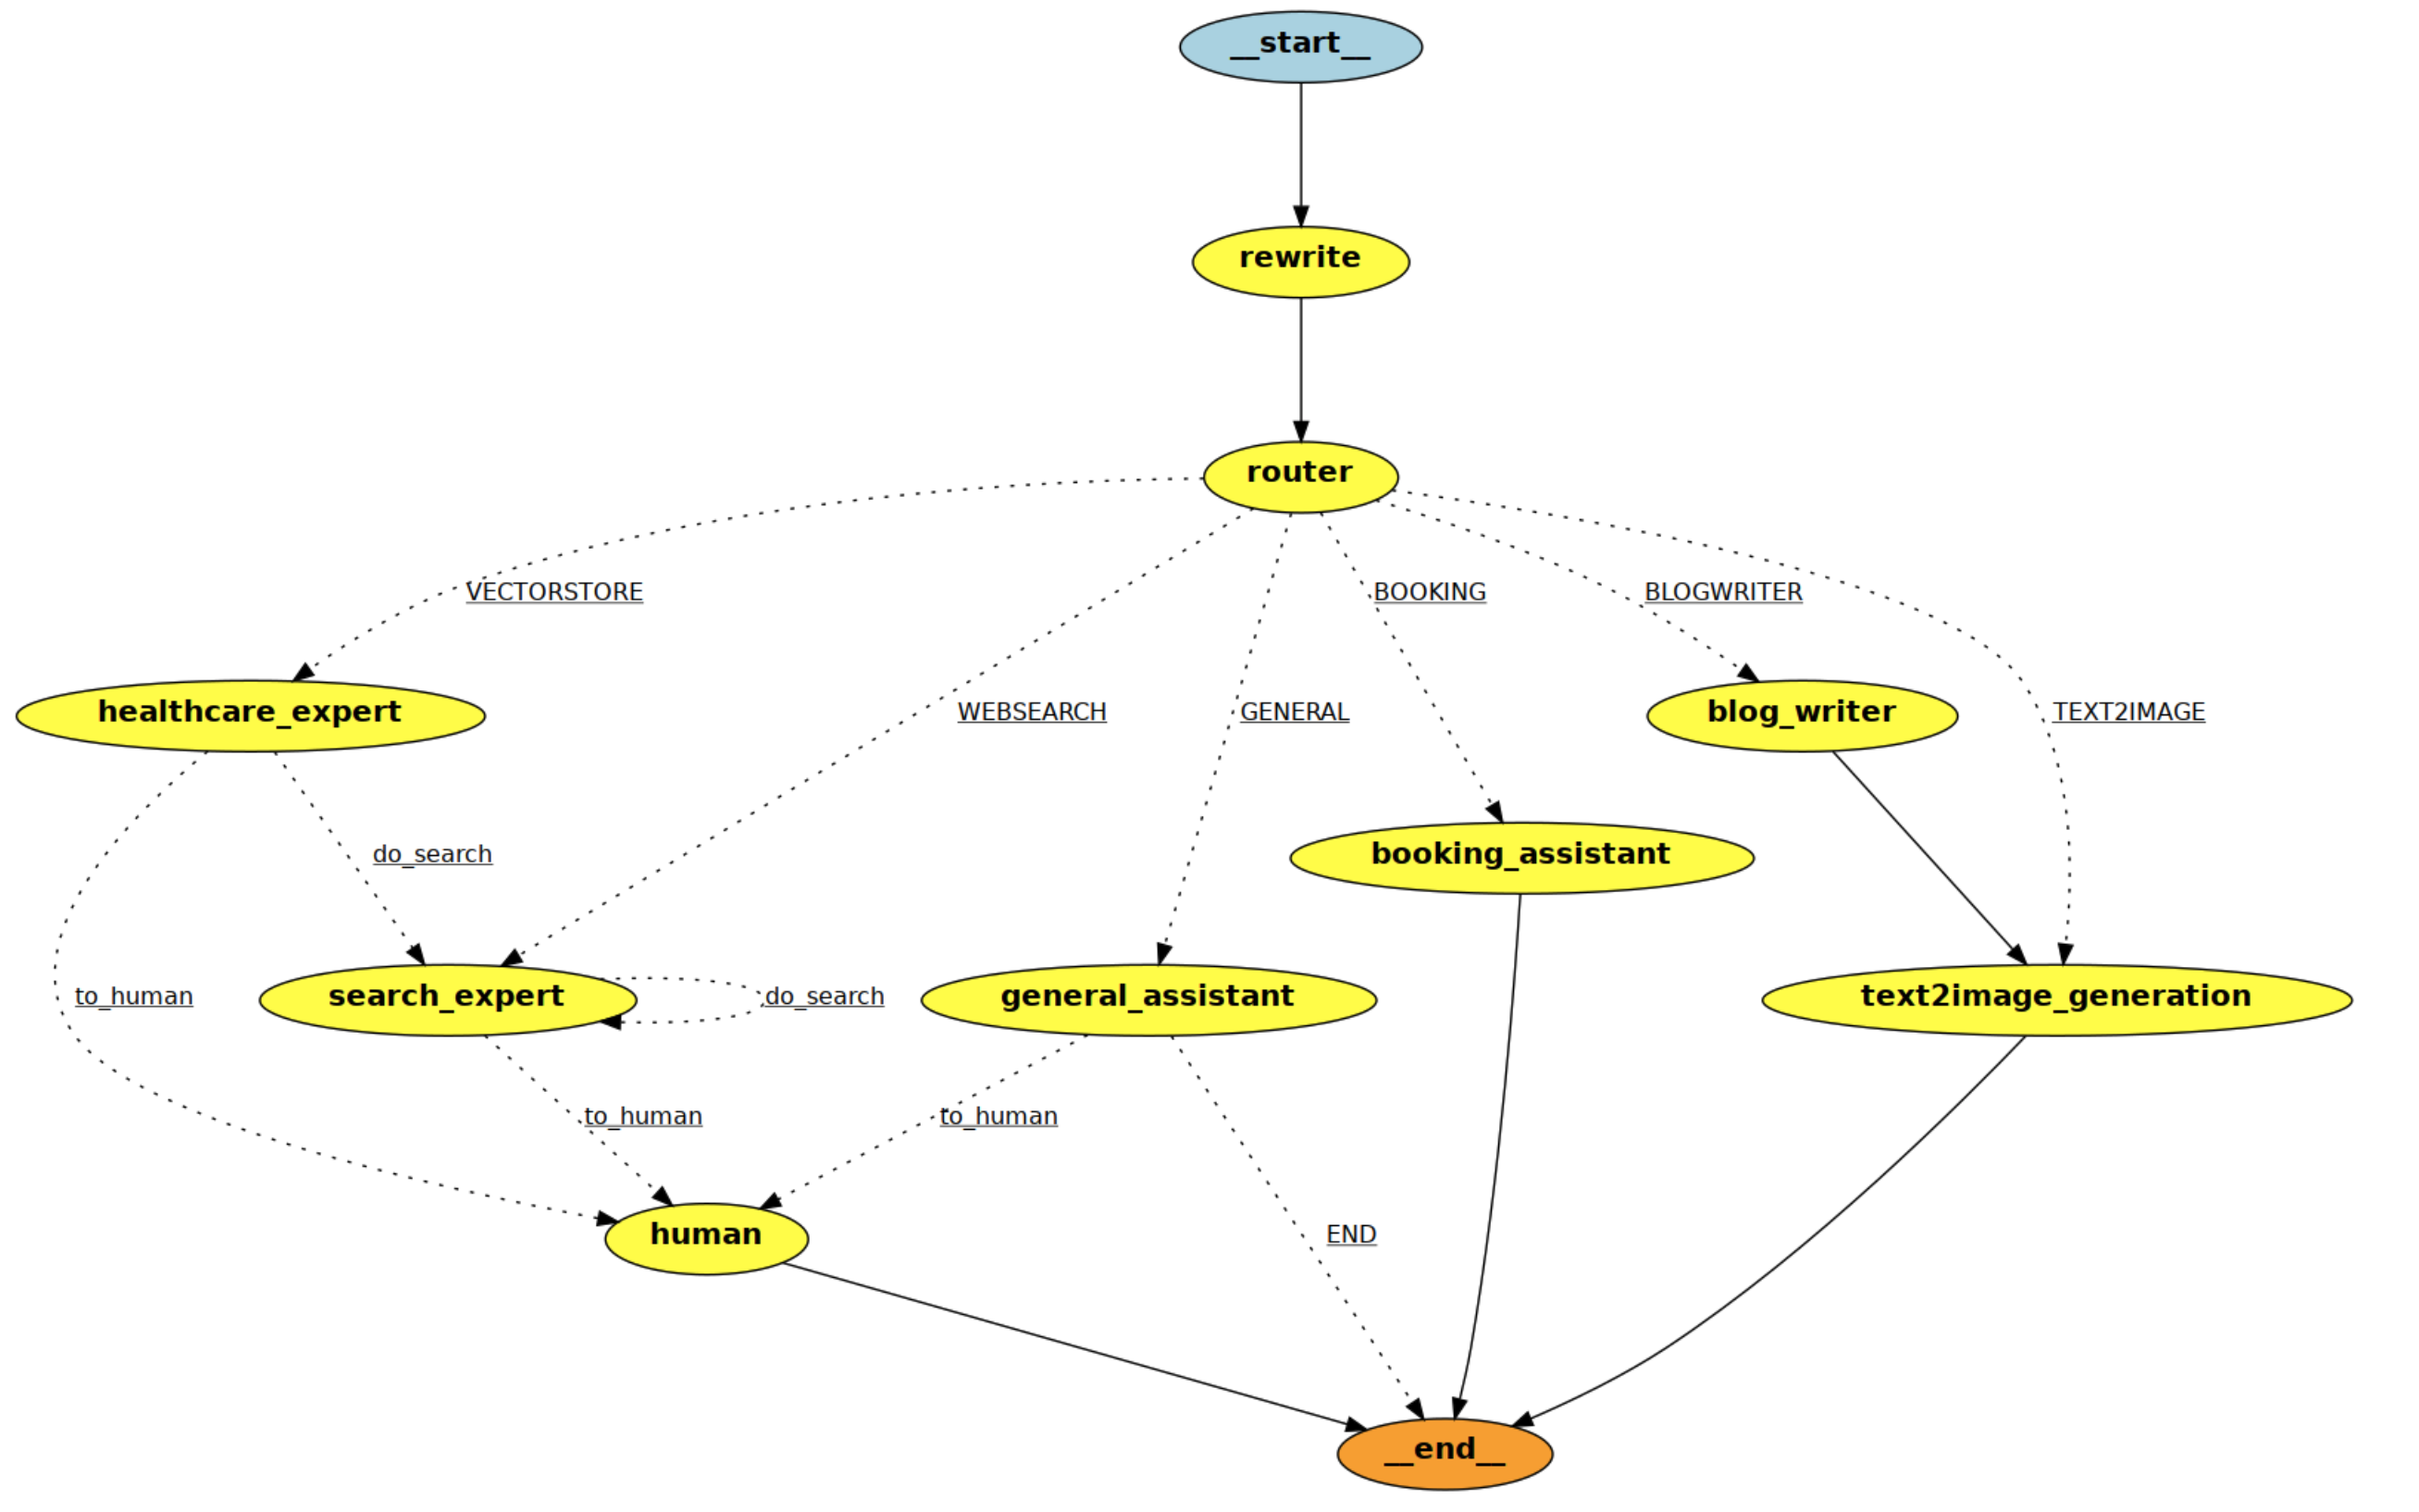 __start__
rewrite
router
VECTORSTORE
BOOKING
BLOGWRITER
healthcare_expert
WEBSEARCH
GENERAL
blog_writer
TEXT2IMAGE
do_search
booking_assistant
to_human
search_expert
do_search
general_assistant
text2image_generation
to_human
to_human
human
END
__end__